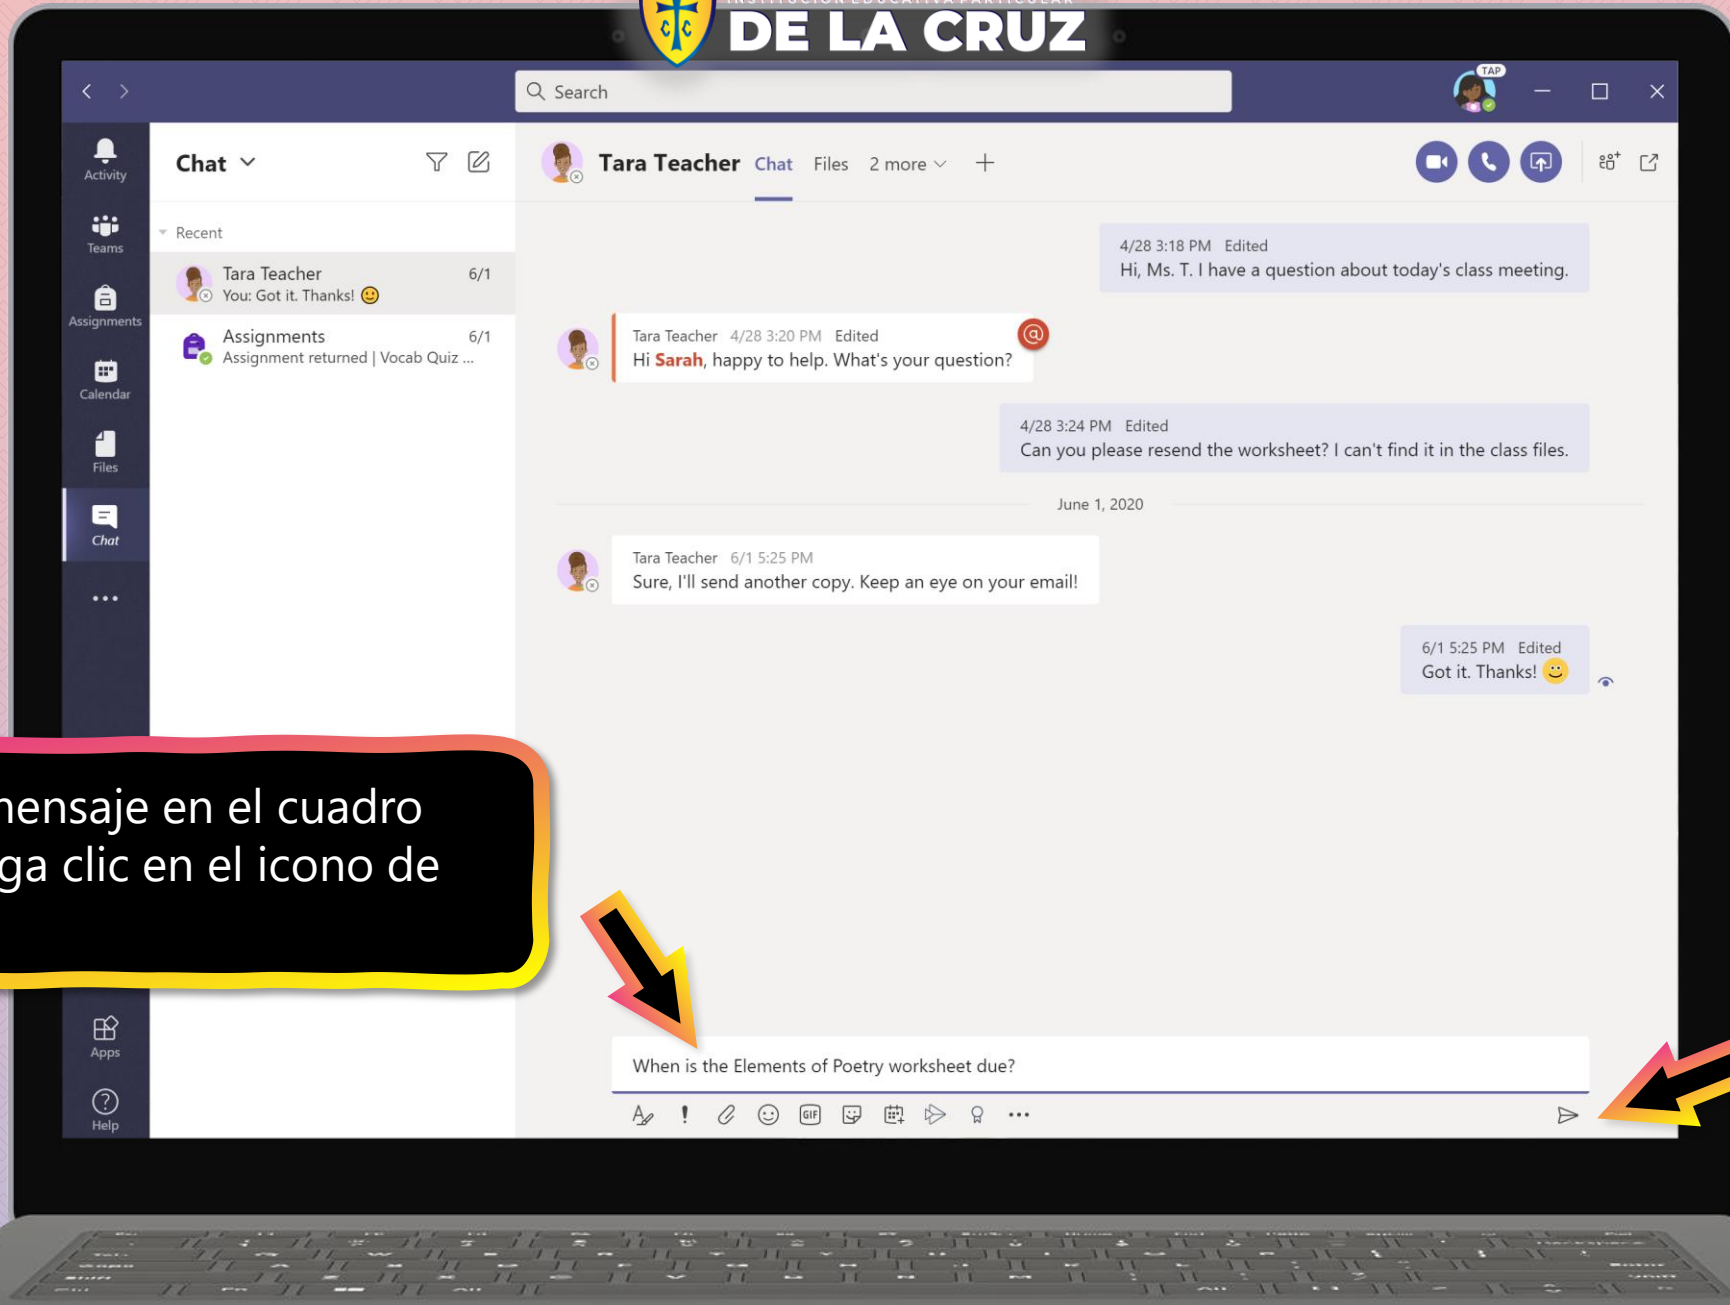 INSTITUCIÓN EDUCATIVA PARTICULAR
DE LA CRUZ
Search
TAP
Activity
Teams
Assignments
Calendar
Files
Chat
Apps
Help
Chat
Recent
Tara Teacher 6/1
You: Got it. Thanks!
Assignments 6/1
Assignment returned | Vocab Quiz ...
Tara Teacher Chat Files 2 more
4/28 3:18 PM Edited
Hi, Ms. T. I have a question about today's class meeting.
Tara Teacher 4/28 3:20 PM Edited
@
Hi Sarah, happy to help. What's your question?
4/28 3:24 PM Edited
Can you please resend the worksheet? I can't find it in the class files.
June 1, 2020
Tara Teacher 6/1 5:25 PM
Sure, I'll send another copy. Keep an eye on your email!
6/1 5:25 PM Edited
Got it. Thanks!
mensaje en el cuadro
ga clic en el icono de
When is the Elements of Poetry worksheet due?
GIF